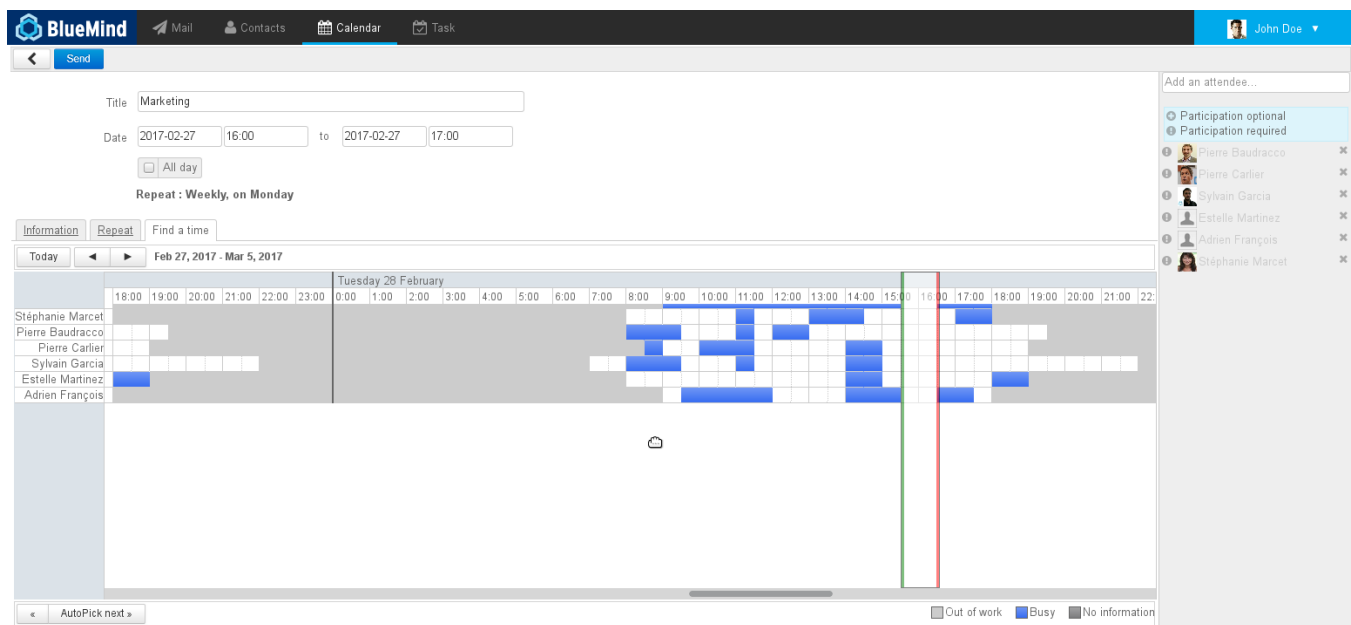 BlueMind Mail Contacts Calendar Task John Doe ▼
Send
Add an attendee...
Title Marketing
Participation optional
Participation required
Date 2017-02-27 16:00 to 2017-02-27 17:00
All day
Repeat : Weekly, on Monday
Pierre Baudracco
Pierre Carlier
Sylvain Garcia
Estelle Martinez
Adrien François
Stéphanie Marcet
Information Repeat Find a time
Today ◄ ► Feb 27, 2017 - Mar 5, 2017
Tuesday 28 February
18:00 19:00 20:00 21:00 22:00 23:00 0:00 1:00 2:00 3:00 4:00 5:00 6:00 7:00 8:00 9:00 10:00 11:00 12:00 13:00 14:00 15:00 16:00 17:00 18:00 19:00 20:00 21:00 22:
Stéphanie Marcet
Pierre Baudracco
Pierre Carlier
Sylvain Garcia
Estelle Martinez
Adrien François
« AutoPick next » Out of work Busy No information